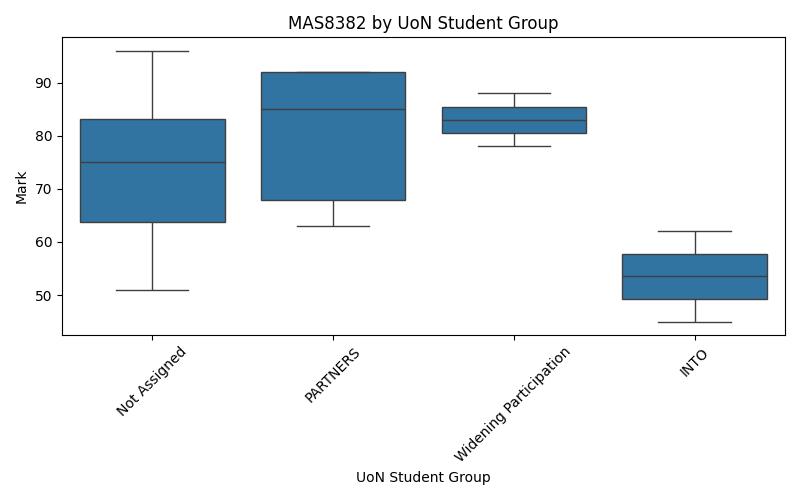 MAS8382 by UoN Student Group
Mark
90
80
70
60
50
Not Assigned
PARTNERS
Widening Participation
INTO
UoN Student Group